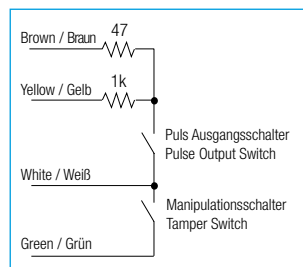 47
Brown / Braun
1k
Yellow / Gelb
Puls Ausgangsschalter
Pulse Output Switch
White / Weiß
Manipulationsschalter
Tamper Switch
Green / Grün